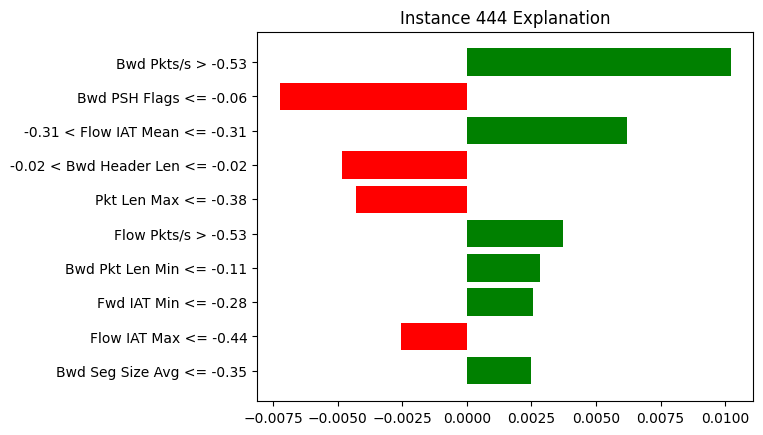 Instance 444 Explanation
Bwd Pkts/s > -0.53
Bwd PSH Flags <= -0.06
-0.31 < Flow IAT Mean <= -0.31
-0.02 < Bwd Header Len <= -0.02
Pkt Len Max <= -0.38
Flow Pkts/s > -0.53
Bwd Pkt Len Min <= -0.11
Fwd IAT Min <= -0.28
Flow IAT Max <= -0.44
Bwd Seg Size Avg <= -0.35
−0.0075 −0.0050 −0.0025 0.0000 0.0025 0.0050 0.0075 0.0100